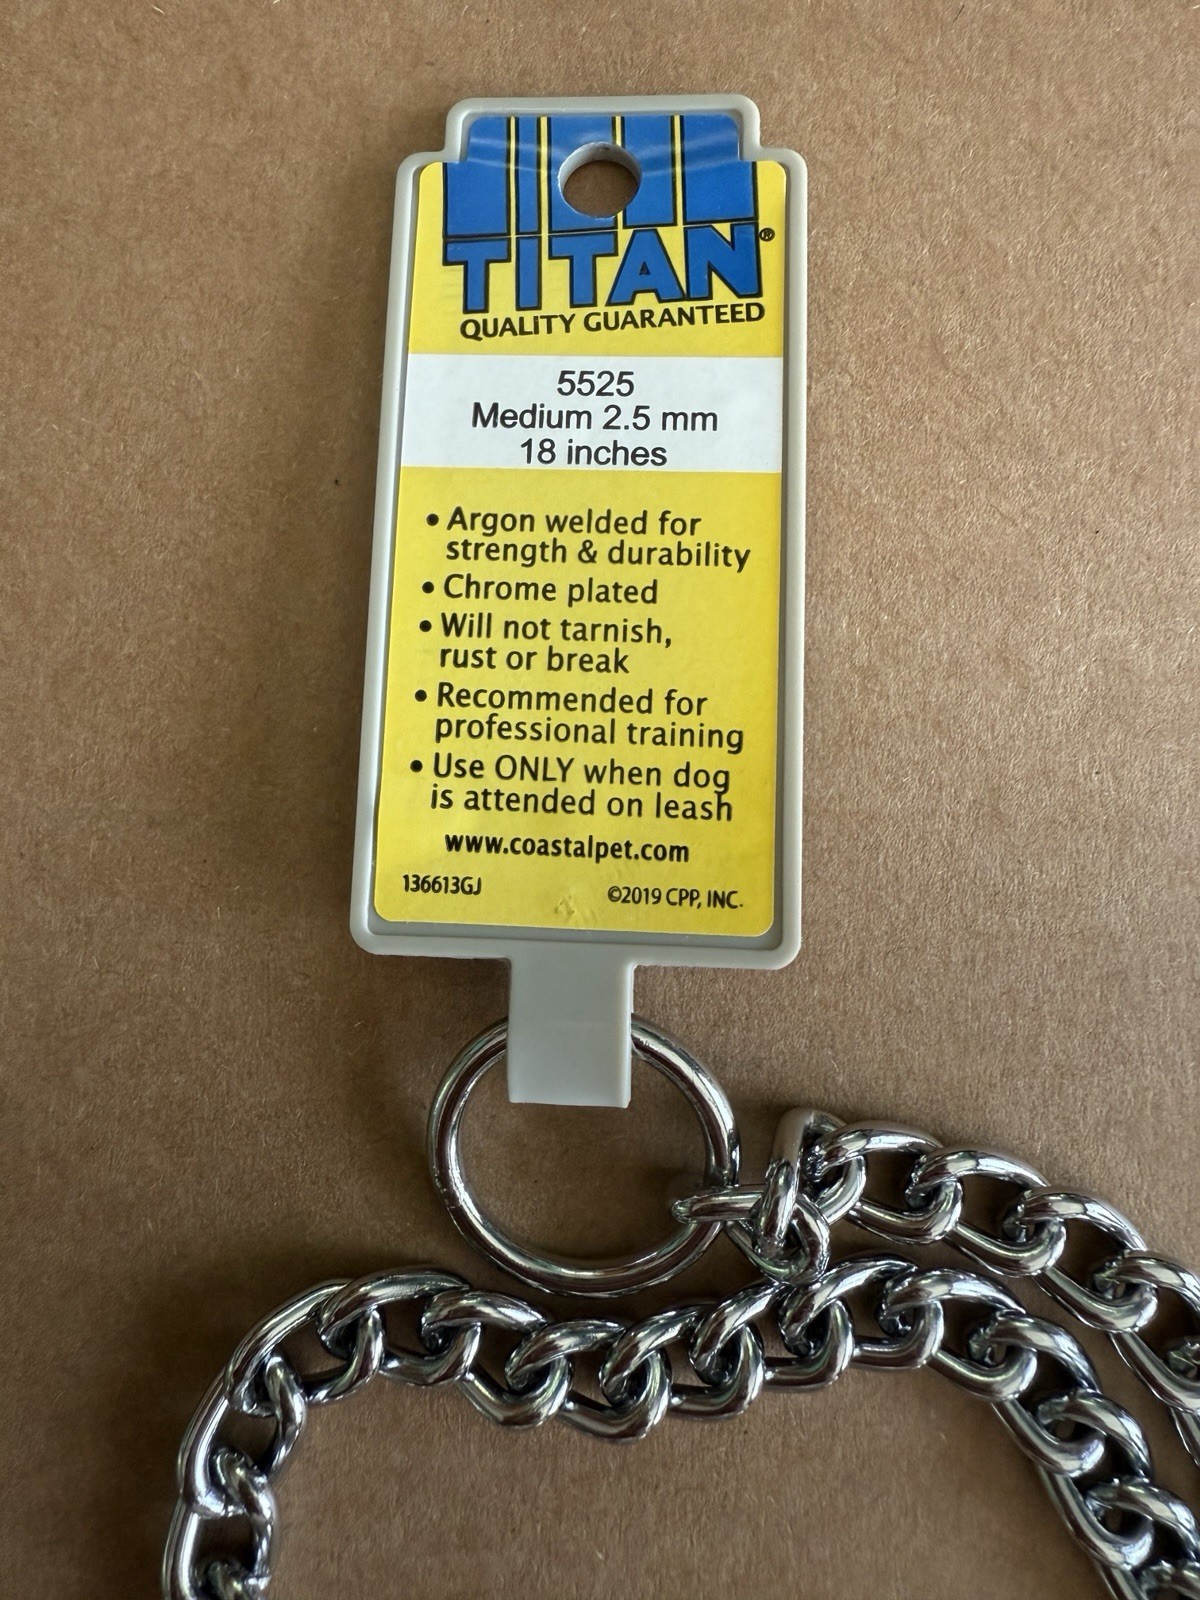 TITAN®
QUALITY GUARANTEED
5525
Medium 2.5 mm
18 inches
• Argon welded for
strength & durability
• Chrome plated
• Will not tarnish,
rust or break
• Recommended for
professional training
• Use ONLY when dog
is attended on leash
www.coastalpet.com
136613GJ ©2019 CPP, INC.